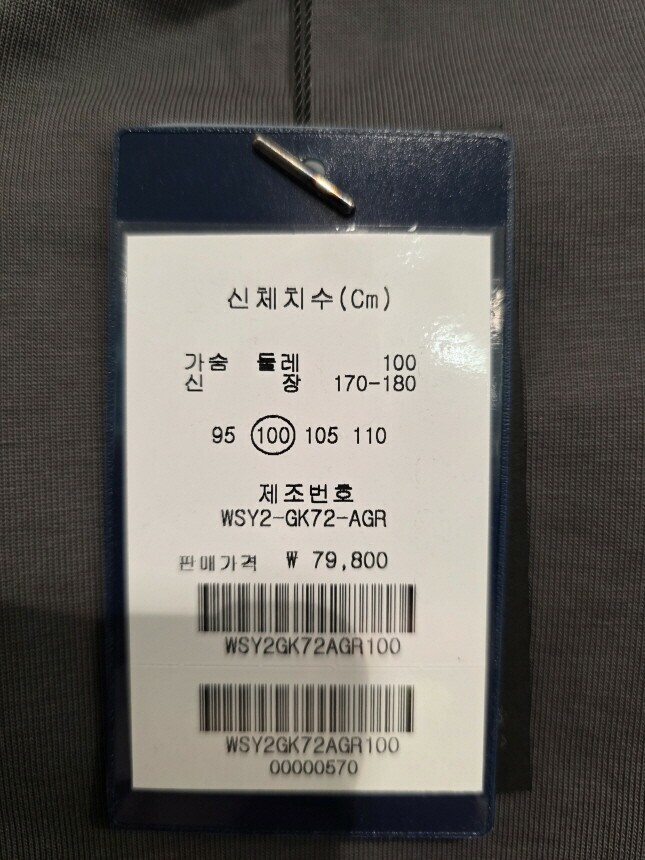 신체치수(Cm)
가슴 둘레 100
신 장 170-180
95 100 105 110
제조번호
WSY2-GK72-AGR
판매가격 ₩ 79,800
WSY2GK72AGR100
WSY2GK72AGR100
00000570